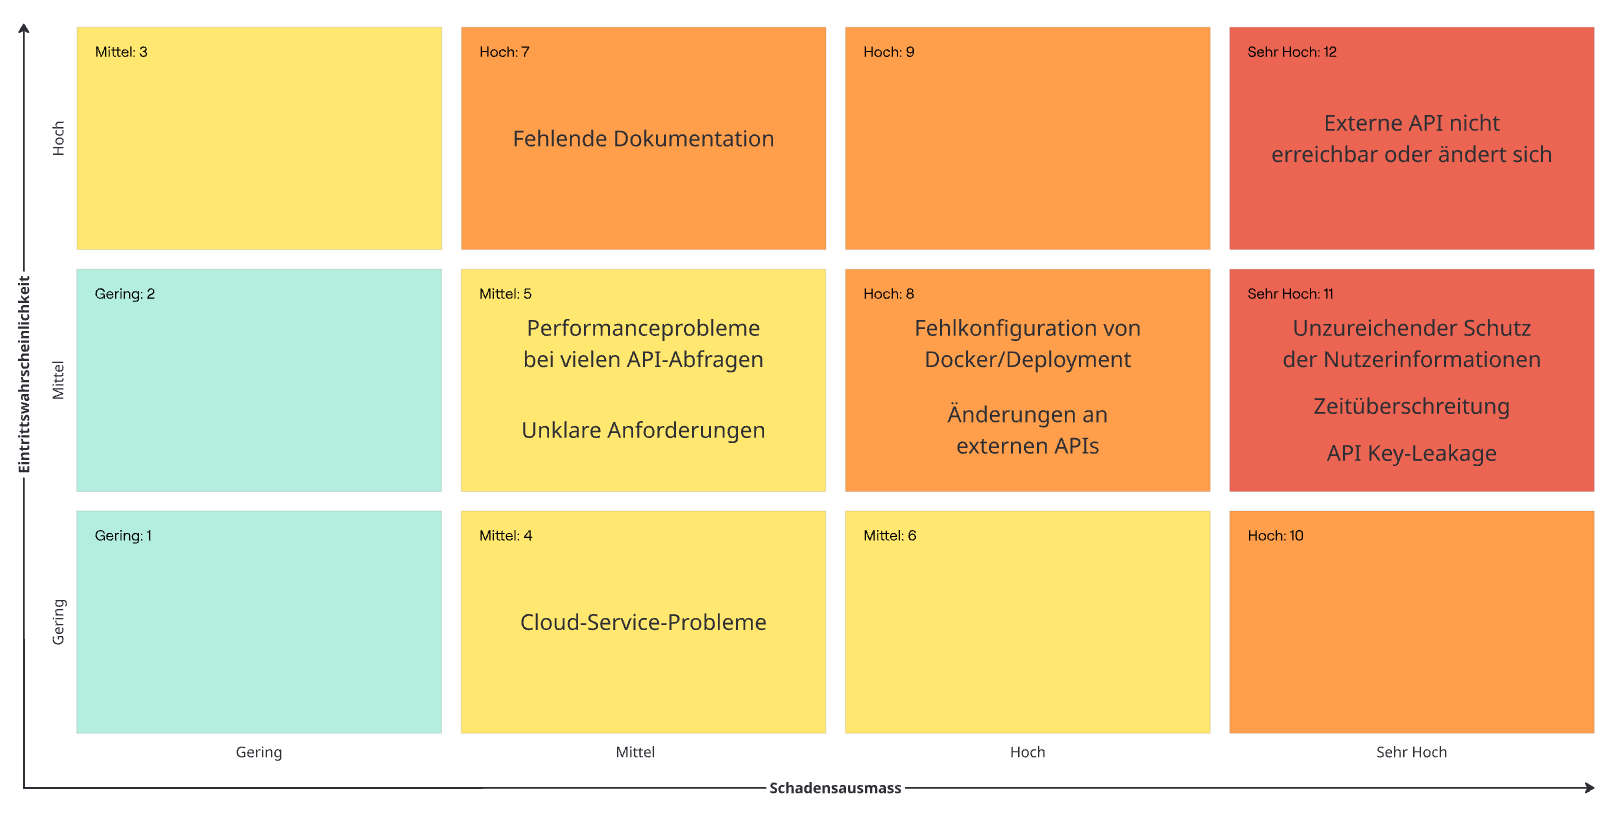 Eintrittswahrscheinlichkeit
Hoch
Mittel: 3
Hoch: 7
Fehlende Dokumentation
Hoch: 9
Sehr Hoch: 12
Externe API nicht
erreichbar oder ändert sich
Mittel
Gering: 2
Mittel: 5
Performanceprobleme
bei vielen API-Abfragen
Unklare Anforderungen
Hoch: 8
Fehlkonfiguration von
Docker/Deployment
Änderungen an
externen APIs
Sehr Hoch: 11
Unzureichender Schutz
der Nutzerinformationen
Zeitüberschreitung
API Key-Leakage
Gering
Gering: 1
Mittel: 4
Cloud-Service-Probleme
Mittel: 6
Hoch: 10
Gering
Mittel
Hoch
Sehr Hoch
Schadensausmass